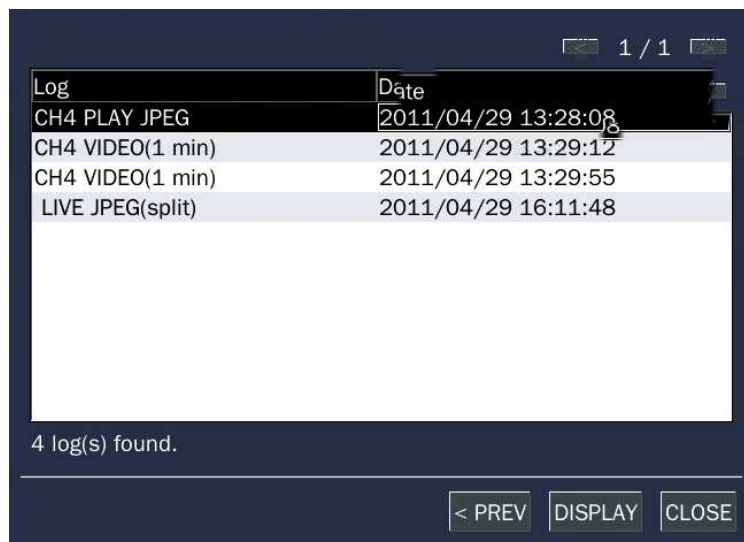 < 1 / 1 >
Log Date
CH4 PLAY JPEG 2011/04/29 13:28:08
CH4 VIDEO(1 min) 2011/04/29 13:29:12
CH4 VIDEO(1 min) 2011/04/29 13:29:55
LIVE JPEG(split) 2011/04/29 16:11:48
4 log(s) found.
< PREV DISPLAY CLOSE